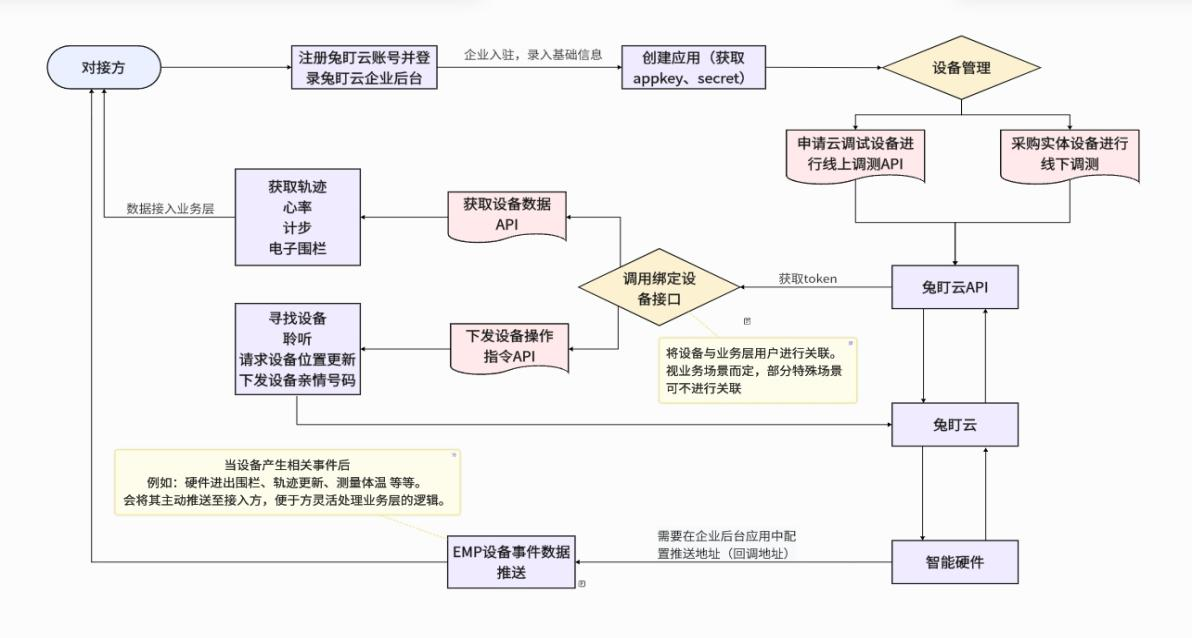 对接方
注册兔盯云账号并登
录兔盯云企业后台
企业入驻，录入基础信息
创建应用（获取
appkey、secret）
设备管理
申请云调试设备进
行线上调测API
采购实体设备进行
线下调测
获取轨迹
心率
计步
电子围栏
数据接入业务层
获取设备数据
API
调用绑定设
备接口
获取token
兔盯云API
寻找设备
聆听
请求设备位置更新
下发设备亲情号码
下发设备操作
指令API
将设备与业务层用户进行关联。
视业务场景而定，部分特殊场景
可不进行关联
兔盯云
当设备产生相关事件后
例如：硬件进出围栏、轨迹更新、测量体温 等等。
会将其主动推送至接入方，便于方灵活处理业务层的逻辑。
EMP设备事件数据
推送
需要在企业后台应用中配
置推送地址（回调地址）
智能硬件